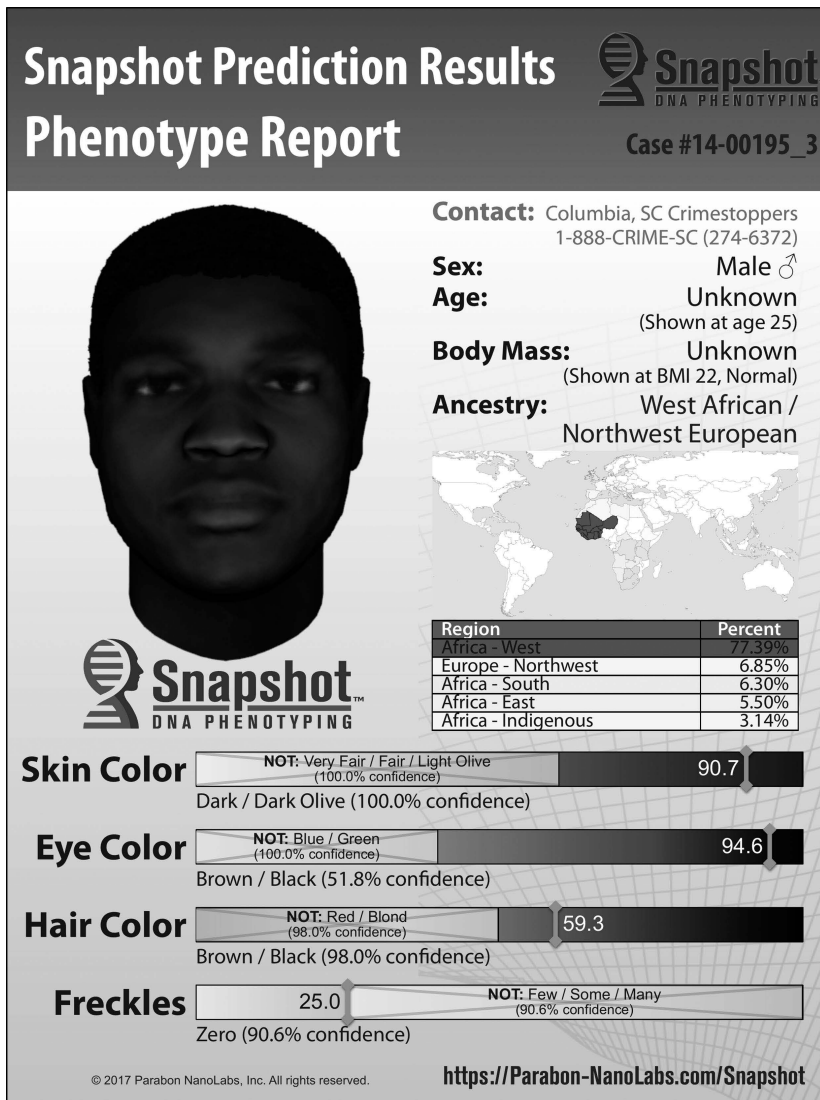 Snapshot Prediction Results
Phenotype Report
Snapshot
DNA PHENOTYPING
Case #14-00195_3
Contact: Columbia, SC Crimestoppers
1-888-CRIME-SC (274-6372)
Sex: Male ♂
Age: Unknown
(Shown at age 25)
Body Mass: Unknown
(Shown at BMI 22, Normal)
Ancestry: West African /
Northwest European
Region Percent
Africa - West 77.39%
Europe - Northwest 6.85%
Africa - South 6.30%
Africa - East 5.50%
Africa - Indigenous 3.14%
Snapshot™
DNA PHENOTYPING
Skin Color
NOT: Very Fair / Fair / Light Olive
(100.0% confidence)
90.7
Dark / Dark Olive (100.0% confidence)
Eye Color
NOT: Blue / Green
(100.0% confidence)
94.6
Brown / Black (51.8% confidence)
Hair Color
NOT: Red / Blond
(98.0% confidence)
59.3
Brown / Black (98.0% confidence)
Freckles
25.0
NOT: Few / Some / Many
(90.6% confidence)
Zero (90.6% confidence)
© 2017 Parabon NanoLabs, Inc. All rights reserved.
https://Parabon-NanoLabs.com/Snapshot